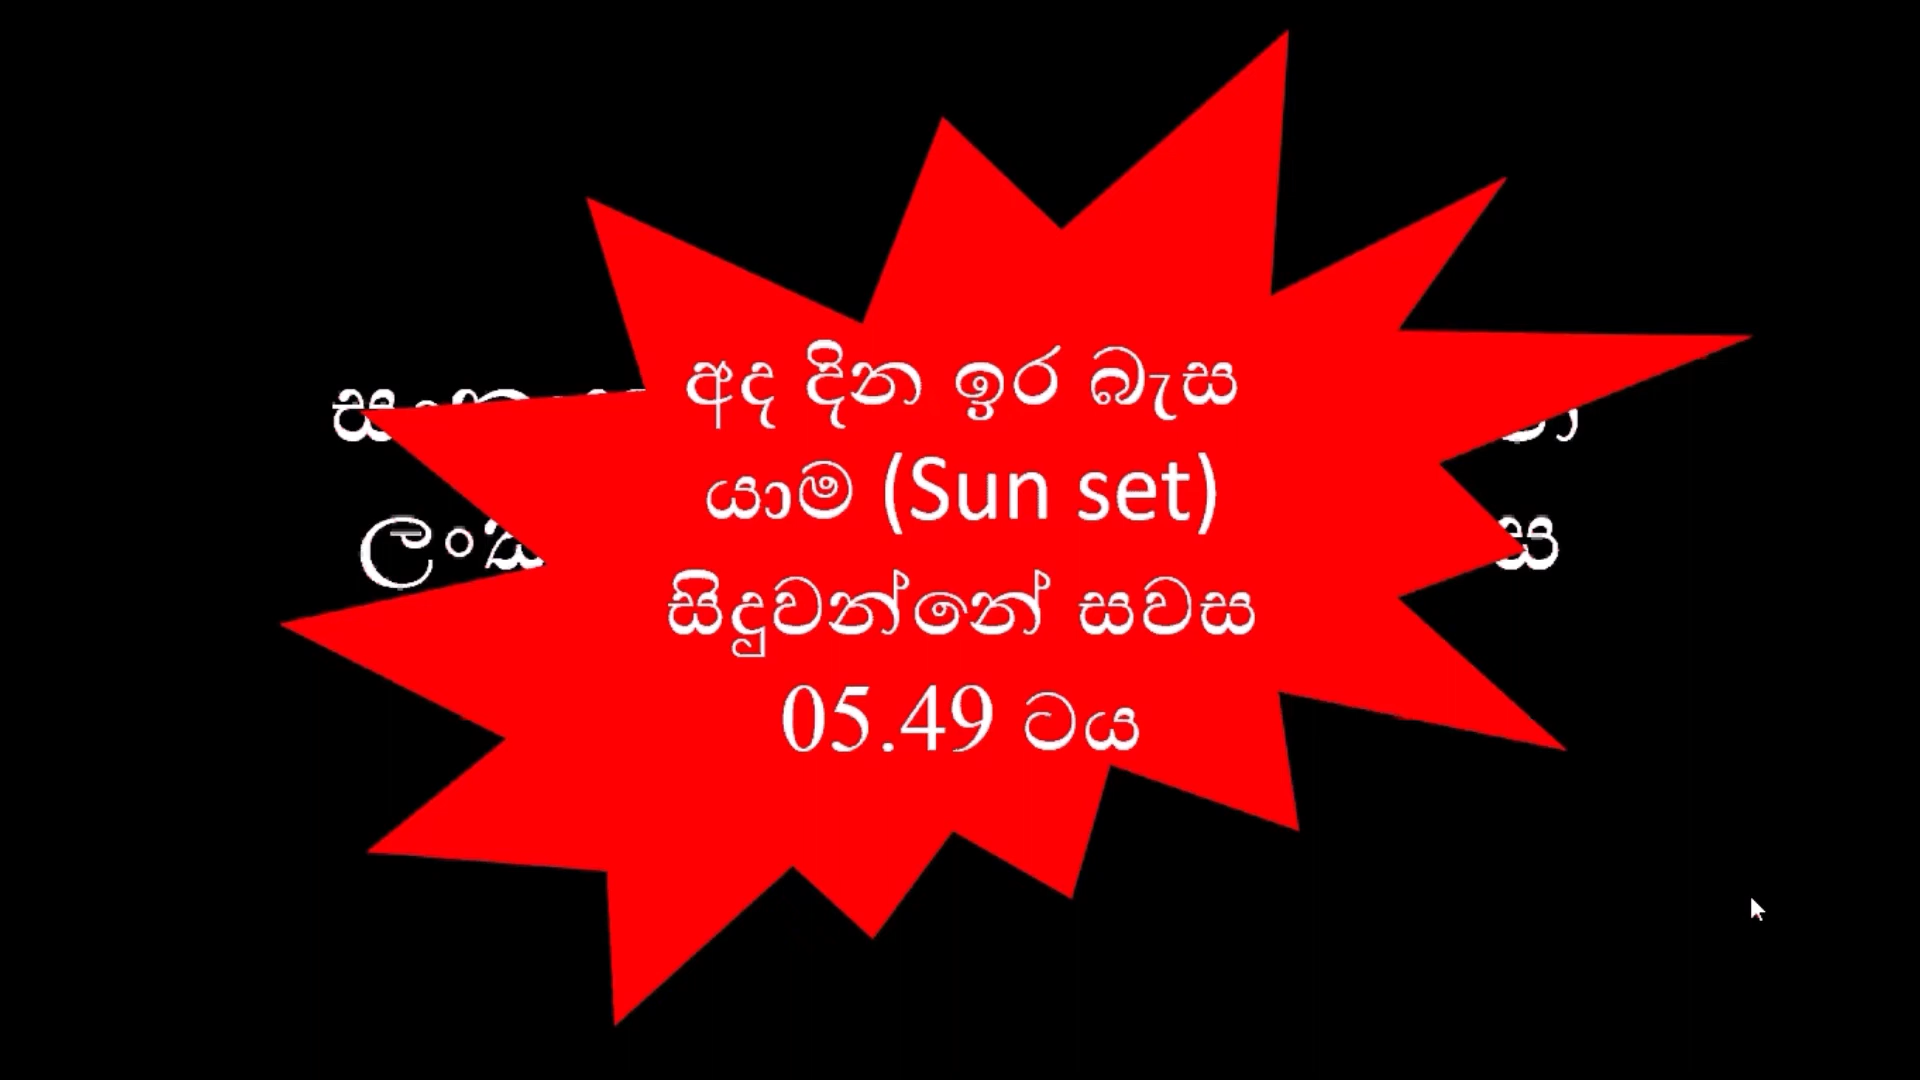 අද දින ඉර බැස
යාම (Sun set)
සිදුවන්නේ සවස
05.49 ටය